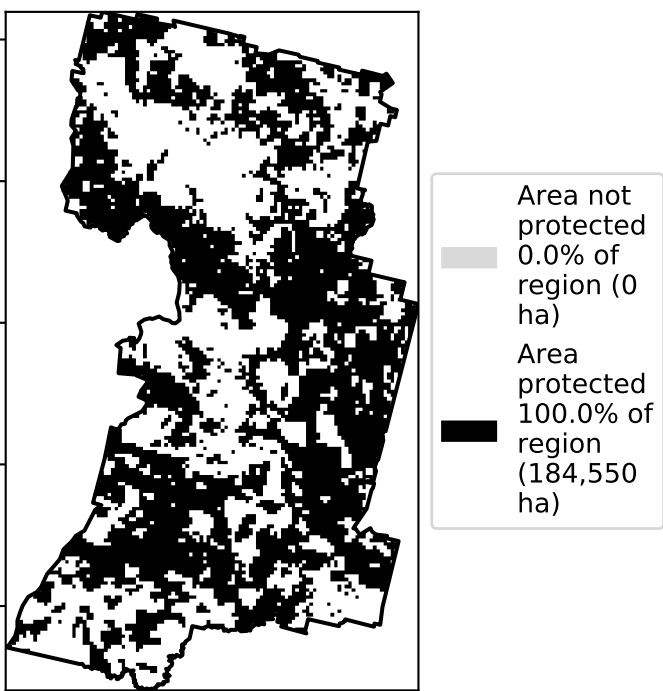 Area not
protected
0.0% of
region (0
ha)
Area
protected
100.0% of
region
(184,550
ha)